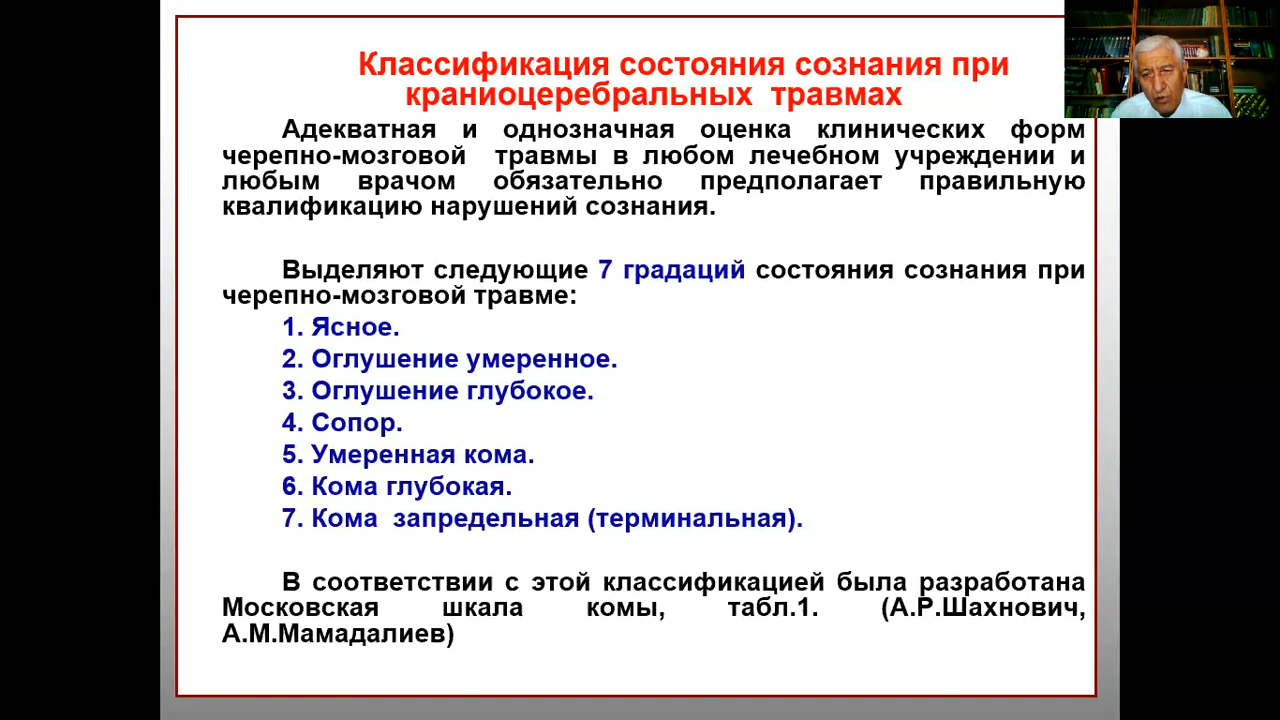 Классификация состояния сознания при
краниоцеребральных травмах
Адекватная и однозначная оценка клинических форм
черепно-мозговой травмы в любом лечебном учреждении и
любым врачом обязательно предполагает правильную
квалификацию нарушений сознания.
Выделяют следующие 7 градаций состояния сознания при
черепно-мозговой травме:
1. Ясное.
2. Оглушение умеренное.
3. Оглушение глубокое.
4. Сопор.
5. Умеренная кома.
6. Кома глубокая.
7. Кома запредельная (терминальная).
В соответствии с этой классификацией была разработана
Московская шкала комы, табл.1. (А.Р.Шахнович,
А.М.Мамадалиев)